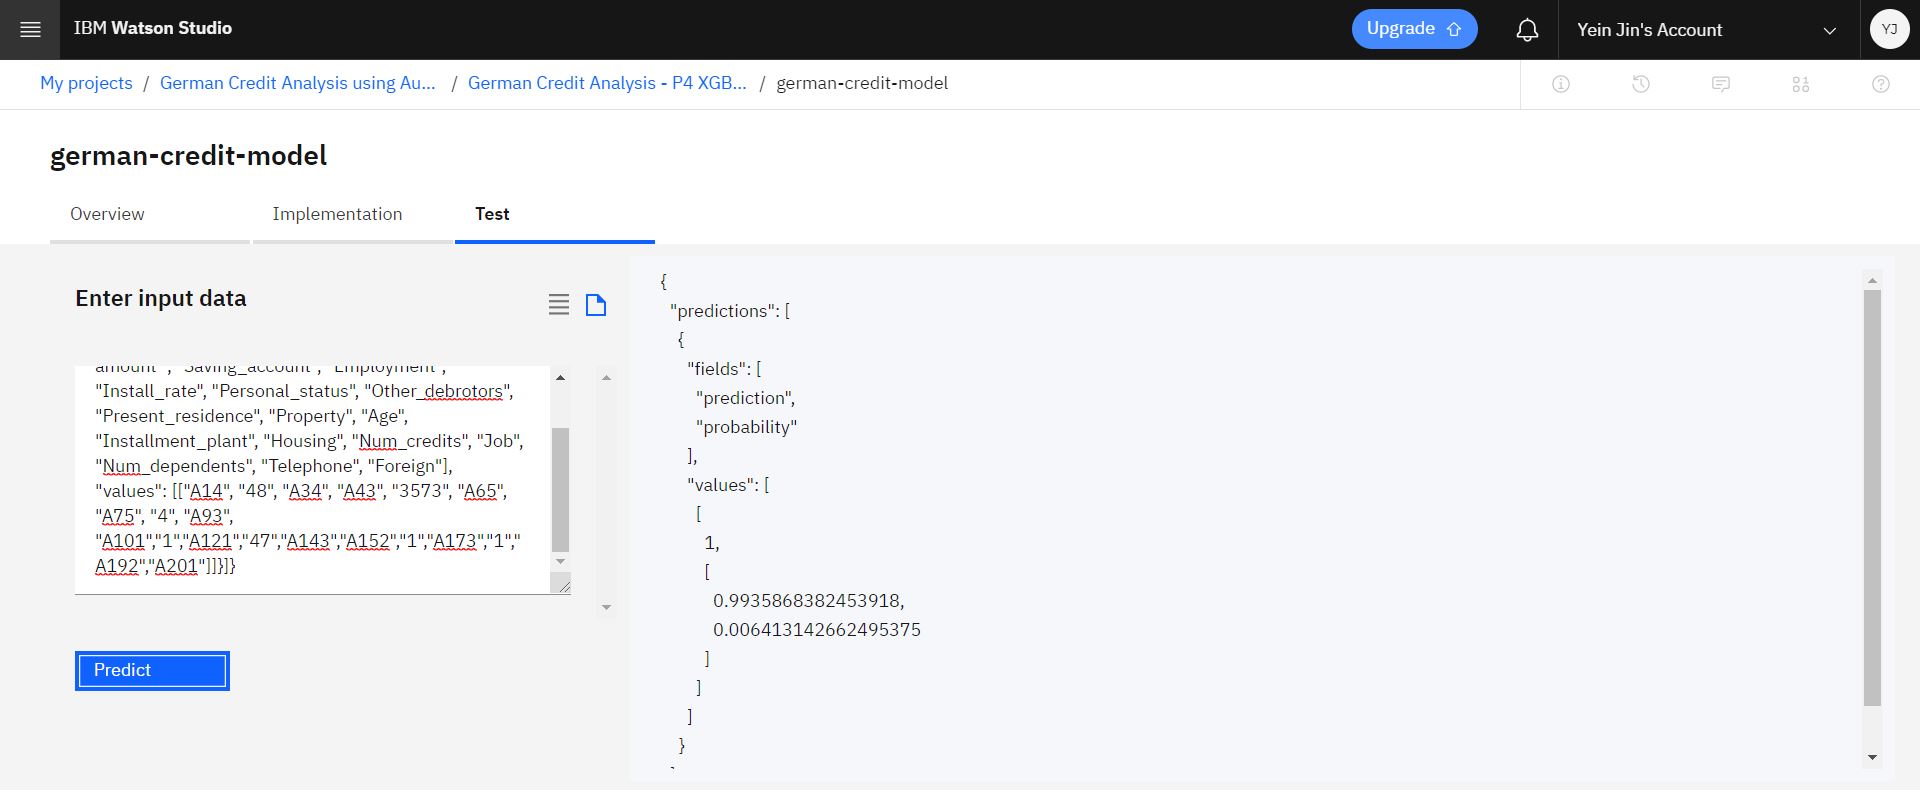 IBM Watson Studio
Upgrade
Yein Jin's Account
YJ
My projects / German Credit Analysis using Au... / German Credit Analysis - P4 XGB... / german-credit-model
german-credit-model
Overview
Implementation
Test
Enter input data
amount", "Saving_account", "Employment",
"Install_rate", "Personal_status", "Other_debrotors",
"Present_residence", "Property", "Age",
"Installment_plant", "Housing", "Num_credits", "Job",
"Num_dependents", "Telephone", "Foreign"],
"values": [["A14", "48", "A34", "A43", "3573", "A65",
"A75", "4", "A93",
"A101","1","A121","47","A143","A152","1","A173","1","
A192","A201"]]}]}
Predict
{
"predictions": [
{
"fields": [
"prediction",
"probability"
],
"values": [
[
1,
[
0.9935868382453918,
0.006413142662495375
]
]
]
}